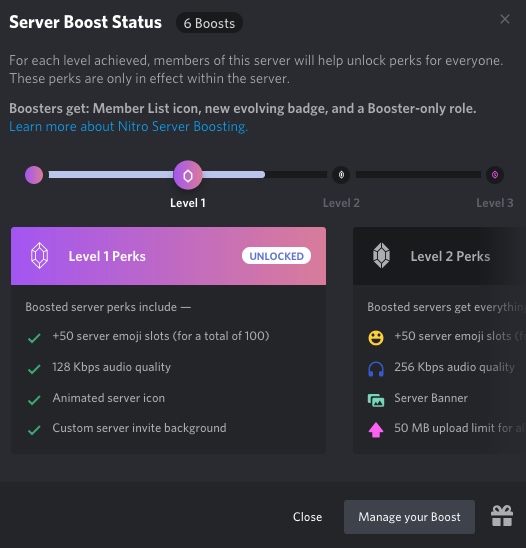 Server Boost Status 6 Boosts
For each level achieved, members of this server will help unlock perks for everyone.
These perks are only in effect within the server.
Boosters get: Member List icon, new evolving badge, and a Booster-only role.
Learn more about Nitro Server Boosting.
Level 1 Level 2 Level 3
Level 1 Perks UNLOCKED
Boosted server perks include —
+50 server emoji slots (for a total of 100)
128 Kbps audio quality
Animated server icon
Custom server invite background
Level 2 Perks
Boosted servers get everythin
+50 server emoji slots (f
256 Kbps audio quality
Server Banner
50 MB upload limit for al
Close Manage your Boost